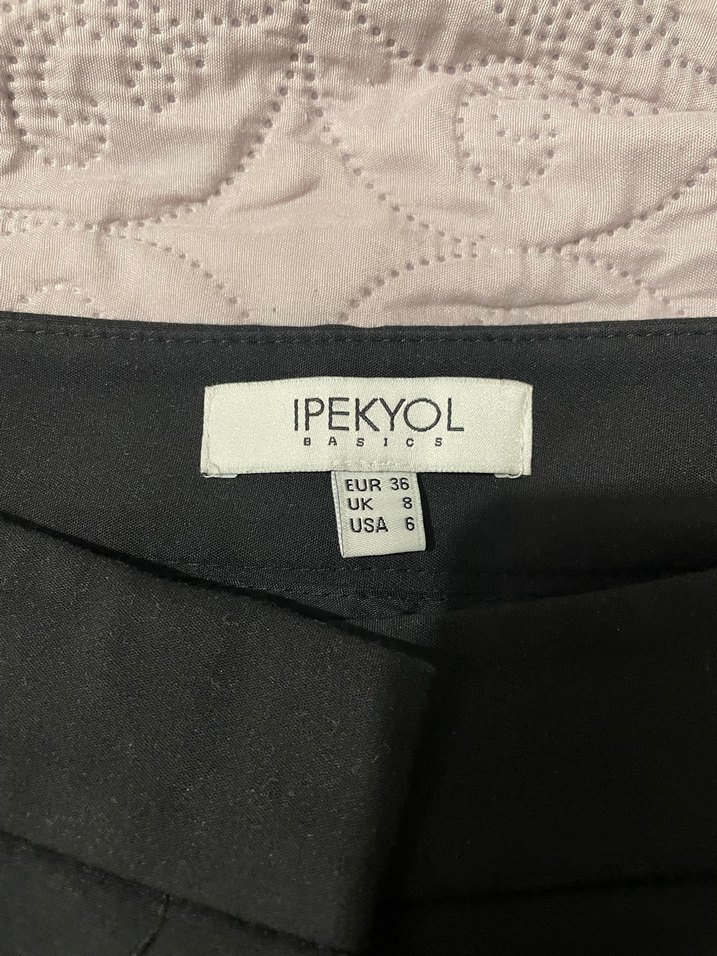 IPEKYOL
BASICS
EUR 36
UK 8
USA 6